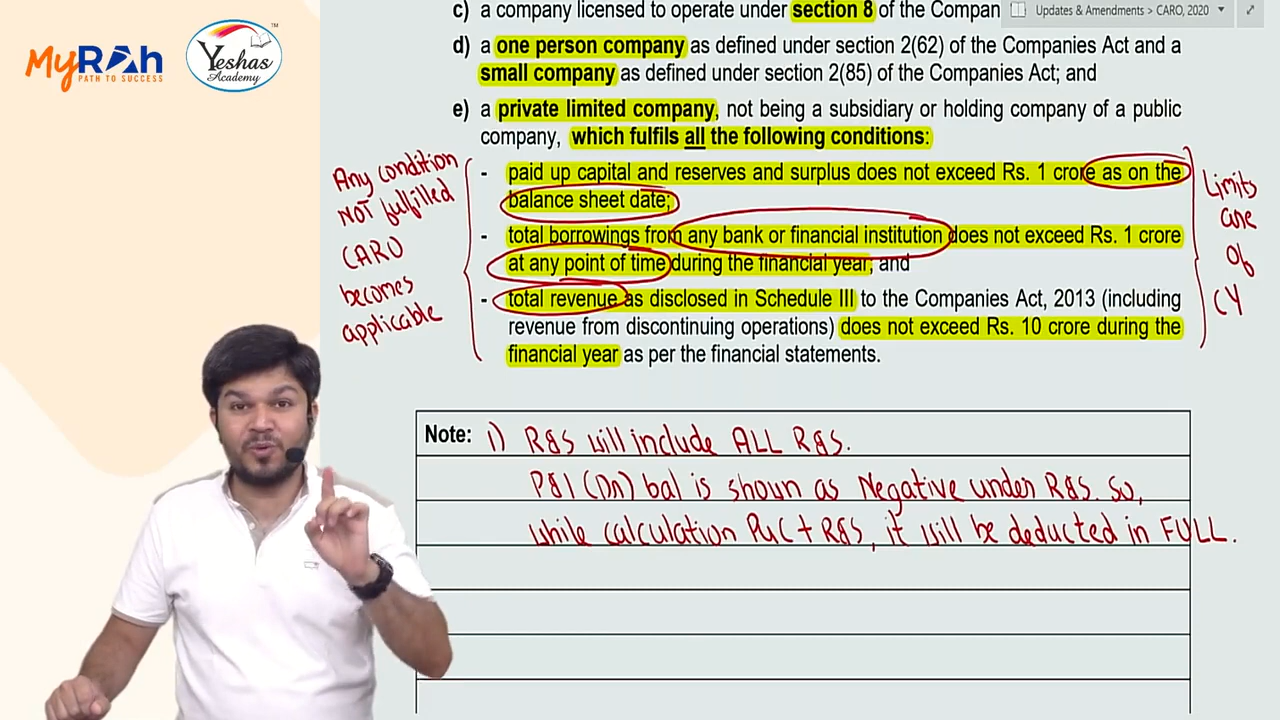 c) a company licensed to operate under section 8 of the Compan
Updates & Amendments > CARO, 2020
MyRAh
PATH TO SUCCESS
Yeshas
Academy
TM
d) a one person company as defined under section 2(62) of the Companies Act and a
small company as defined under section 2(85) of the Companies Act; and
e) a private limited company, not being a subsidiary or holding company of a public
company, which fulfils all the following conditions:
- paid up capital and reserves and surplus does not exceed Rs. 1 crore as on the
balance sheet date;
- total borrowings from any bank or financial institution does not exceed Rs. 1 crore
at any point of time during the financial year; and
- total revenue as disclosed in Schedule III to the Companies Act, 2013 (including
revenue from discontinuing operations) does not exceed Rs. 10 crore during the
financial year as per the financial statements.
Any condition
NOT fulfilled
CARO
becomes
applicable
Limits
are
of
CY
Note: i) R&S will include ALL R&S.
P&l (Dr) bal is shown as Negative under R&S. So,
while calculation PuC + R&S, it will be deducted in FULL.